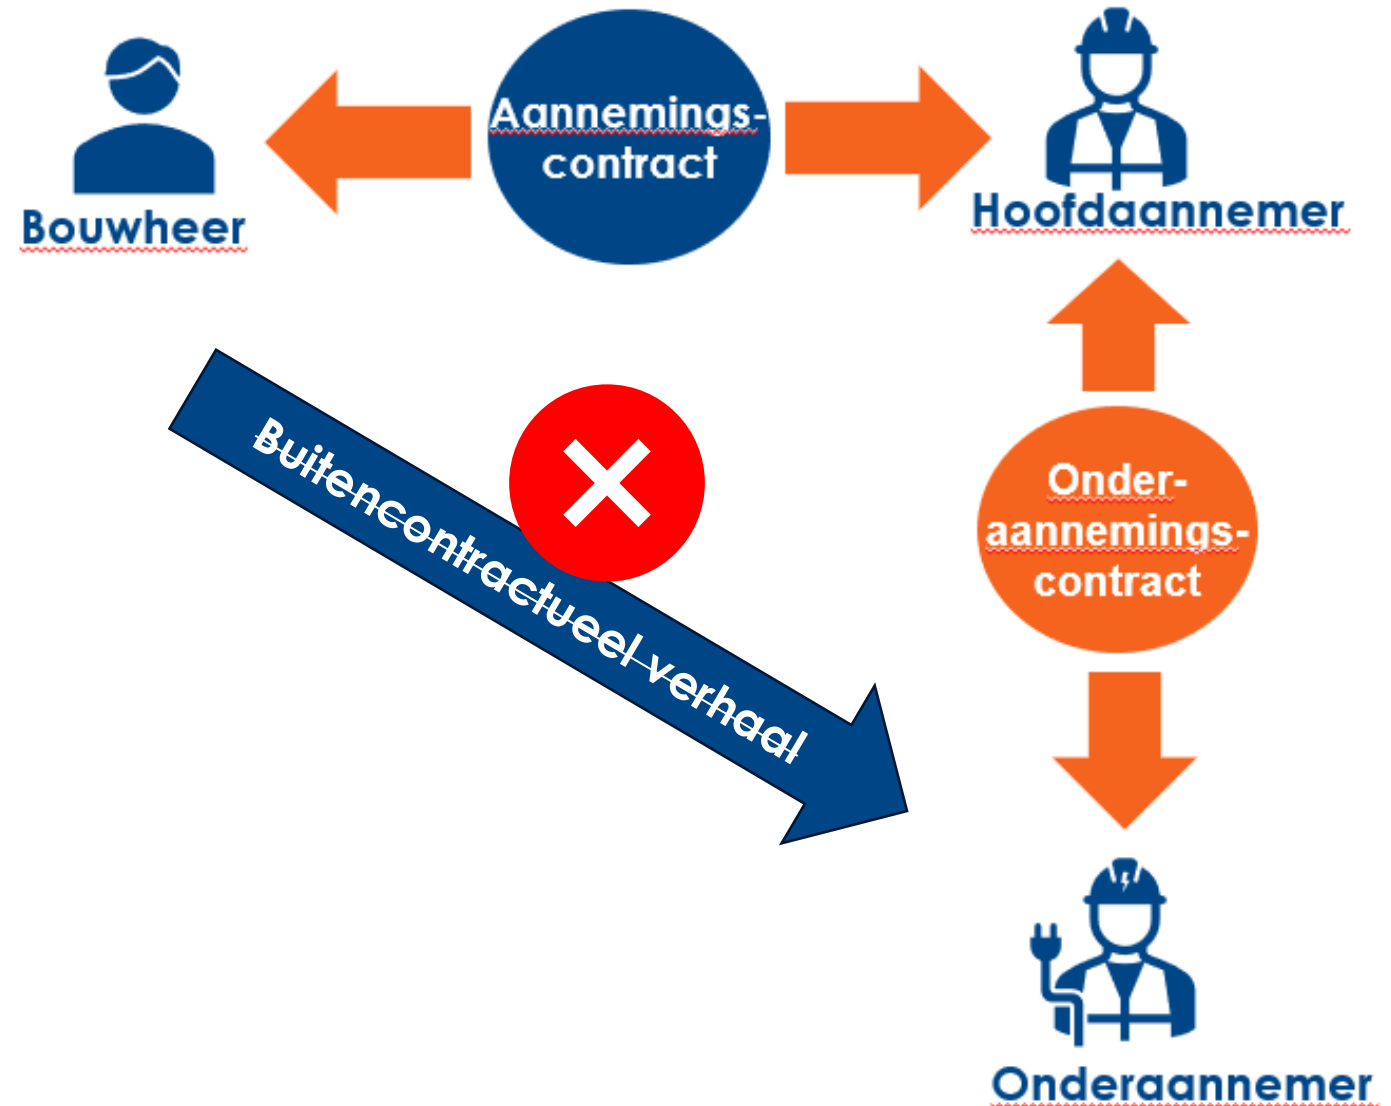 Aannemings-
contract
Bouwheer
Hoofdaannemer
Buitencontractueel verhaal
Onder-
aannemings-
contract
Onderaannemer